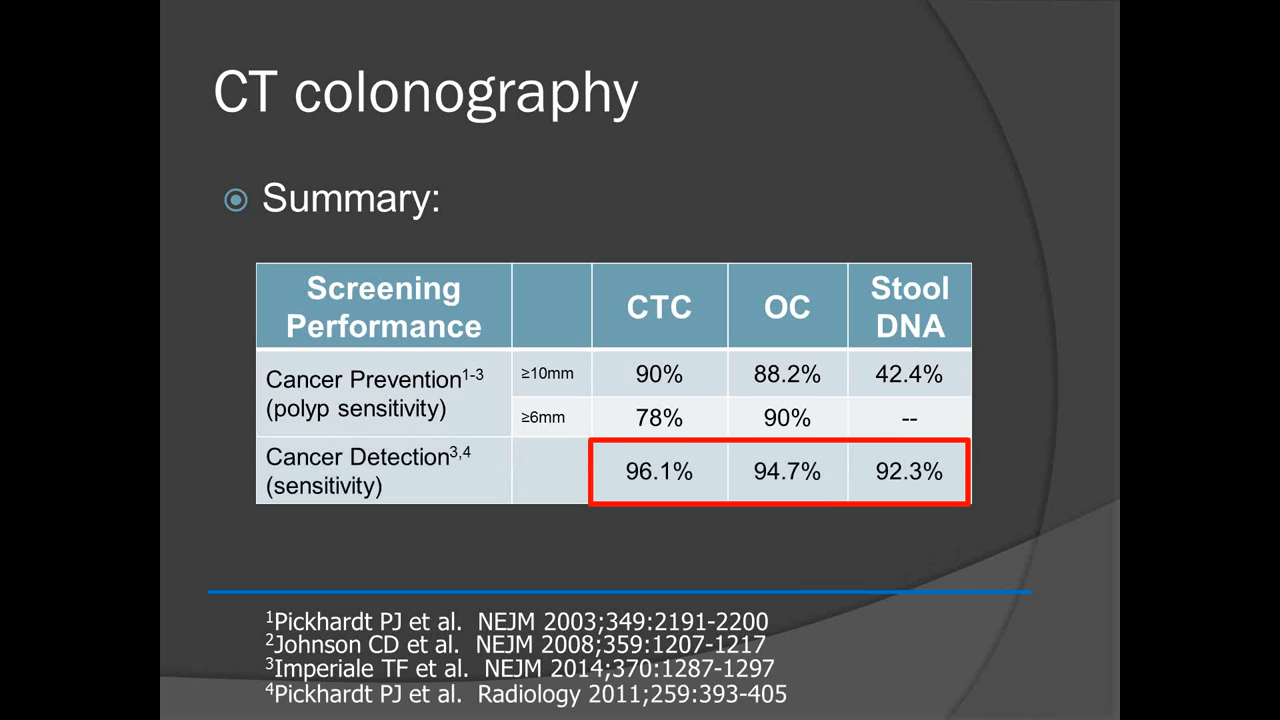 CT colonography
Summary:
Screening Performance CTC OC Stool DNA
Cancer Prevention1-3 (polyp sensitivity) ≥10mm 90% 88.2% 42.4%
≥6mm 78% 90% --
Cancer Detection3,4 (sensitivity) 96.1% 94.7% 92.3%
1Pickhardt PJ et al. NEJM 2003;349:2191-2200
2Johnson CD et al. NEJM 2008;359:1207-1217
3Imperiale TF et al. NEJM 2014;370:1287-1297
4Pickhardt PJ et al. Radiology 2011;259:393-405